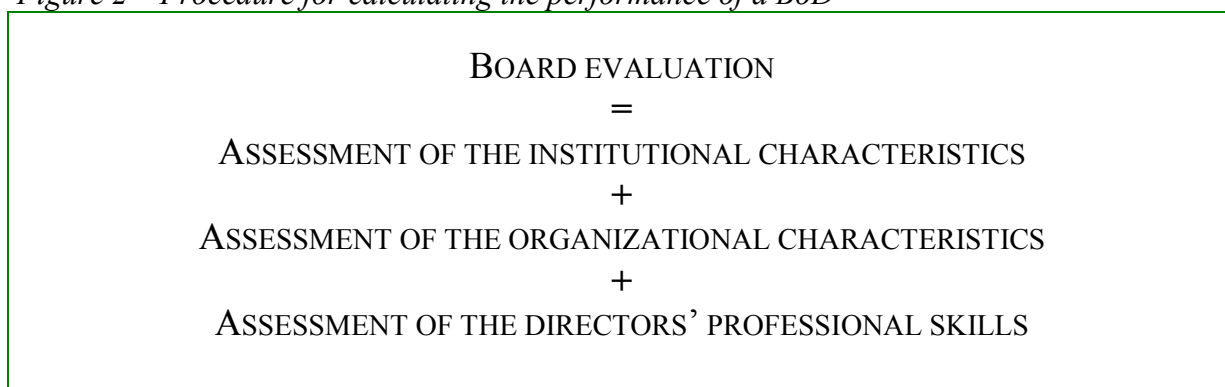 Figure 2 – Procedure for calculating the performance of a BoD
BOARD EVALUATION
=
ASSESSMENT OF THE INSTITUTIONAL CHARACTERISTICS
+
ASSESSMENT OF THE ORGANIZATIONAL CHARACTERISTICS
+
ASSESSMENT OF THE DIRECTORS’ PROFESSIONAL SKILLS